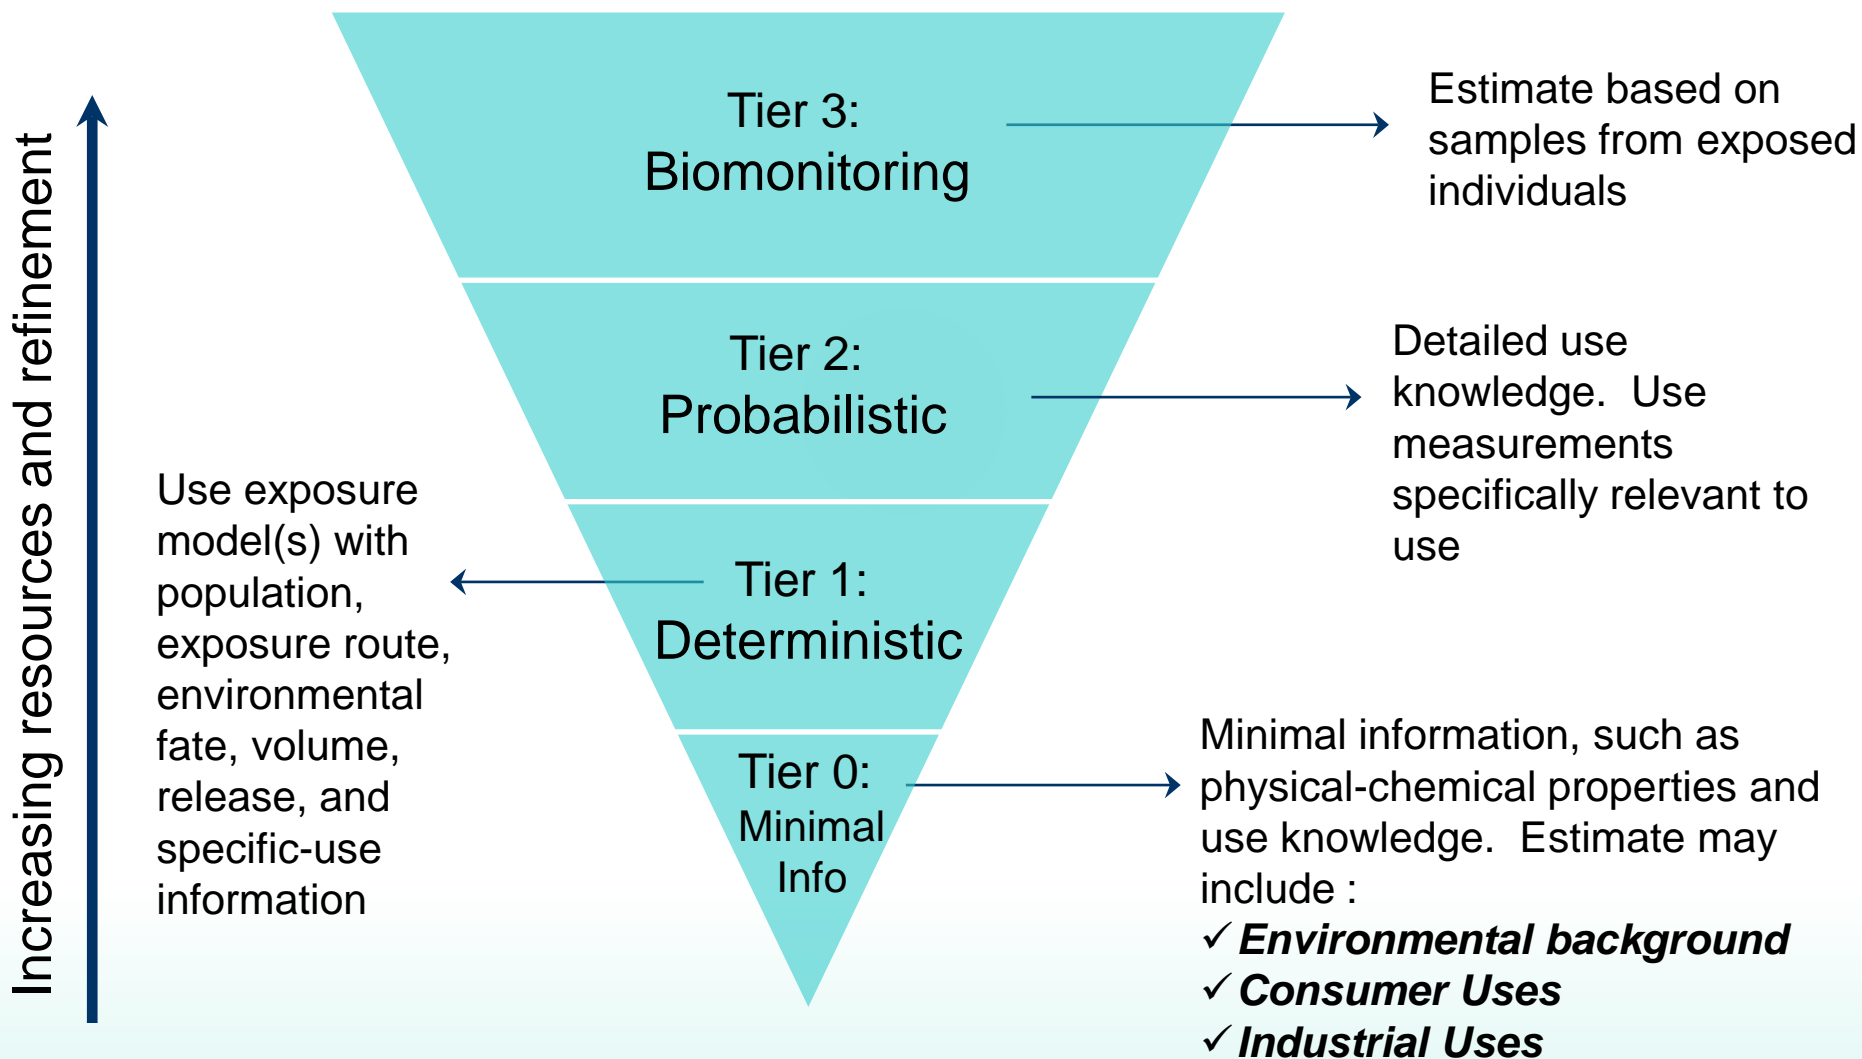 Increasing resources and refinement
Tier 3:
Biomonitoring
Estimate based on
samples from exposed
individuals
Tier 2:
Probabilistic
Detailed use
knowledge.  Use
measurements
specifically relevant to
use
Tier 1:
Deterministic
Use exposure
model(s) with
population,
exposure route,
environmental
fate, volume,
release, and
specific-use
information
Tier 0:
Minimal
Info
Minimal information, such as
physical-chemical properties and
use knowledge.  Estimate may
include :
✓ Environmental background
✓ Consumer Uses
✓ Industrial Uses